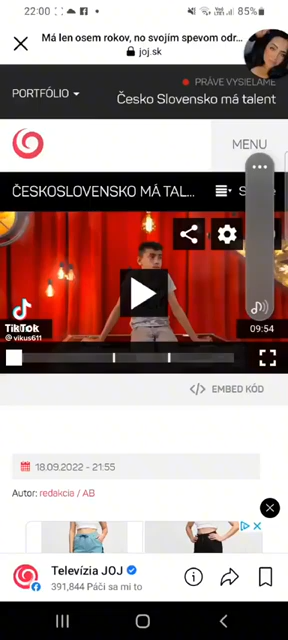 22:00
85%
Má len osem rokov, no svojím spevom odr...
joj.sk
PORTFÓLIO
PRÁVE VYSIELAME
Česko Slovensko má talent
MENU
ČESKOSLOVENSKO MÁ TAL...
TikTok
@vikus611
09:54
</> EMBED KÓD
18.09.2022 - 21:55
Autor: redakcia / AB
Televízia JOJ
391,844 Páči sa mi to